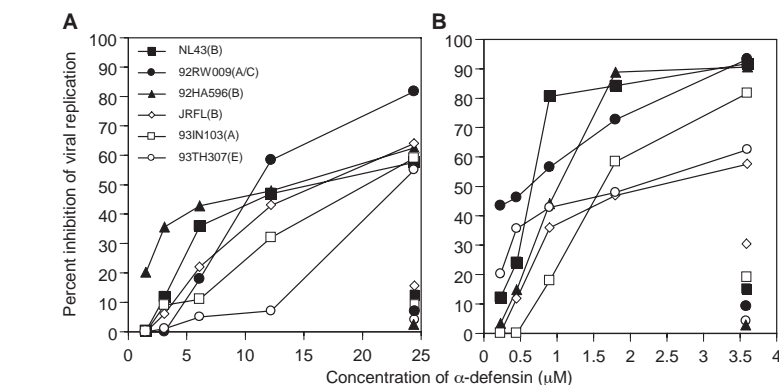 A
B
Percent inhibition of viral replication
100
90
80
70
60
50
40
30
20
10
0
NL43(B)
92RW009(A/C)
92HA596(B)
JRFL(B)
93IN103(A)
93TH307(E)
0 5 10 15 20 25
100
90
80
70
60
50
40
30
20
10
0
0 0.5 1 1.5 2 2.5 3 3.5 4
Concentration of α-defensin (μM)